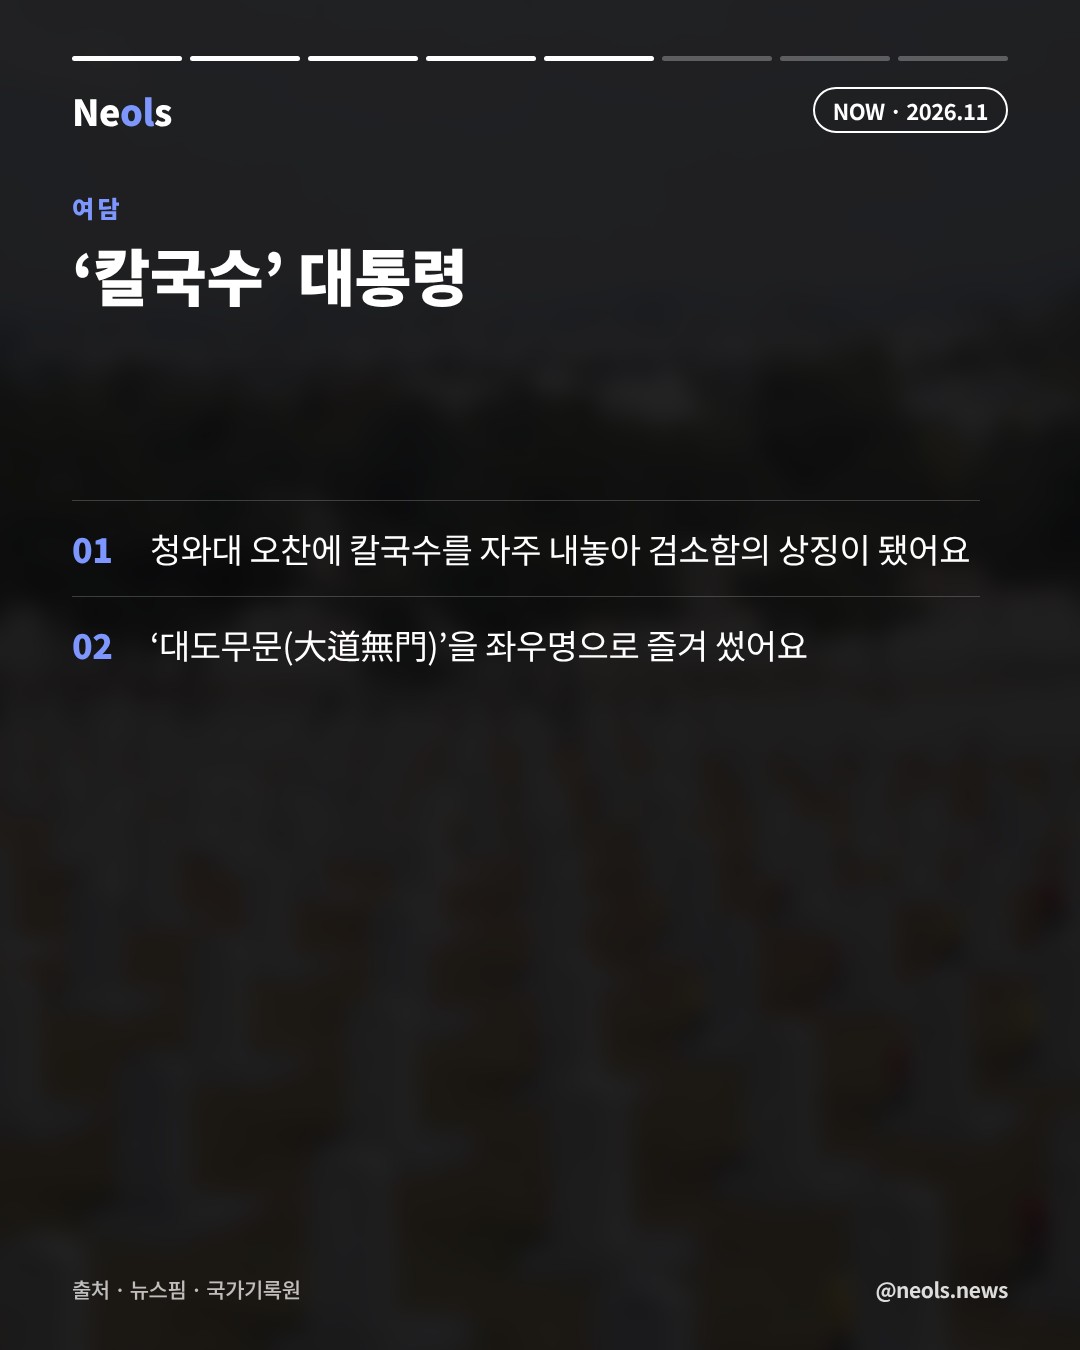 Neols
NOW · 2026.11
여담
‘칼국수’ 대통령
01 청와대 오찬에 칼국수를 자주 내놓아 검소함의 상징이 됐어요
02 ‘대도무문(大道無門)’을 좌우명으로 즐겨 썼어요
출처 · 뉴스핌 · 국가기록원
@neols.news